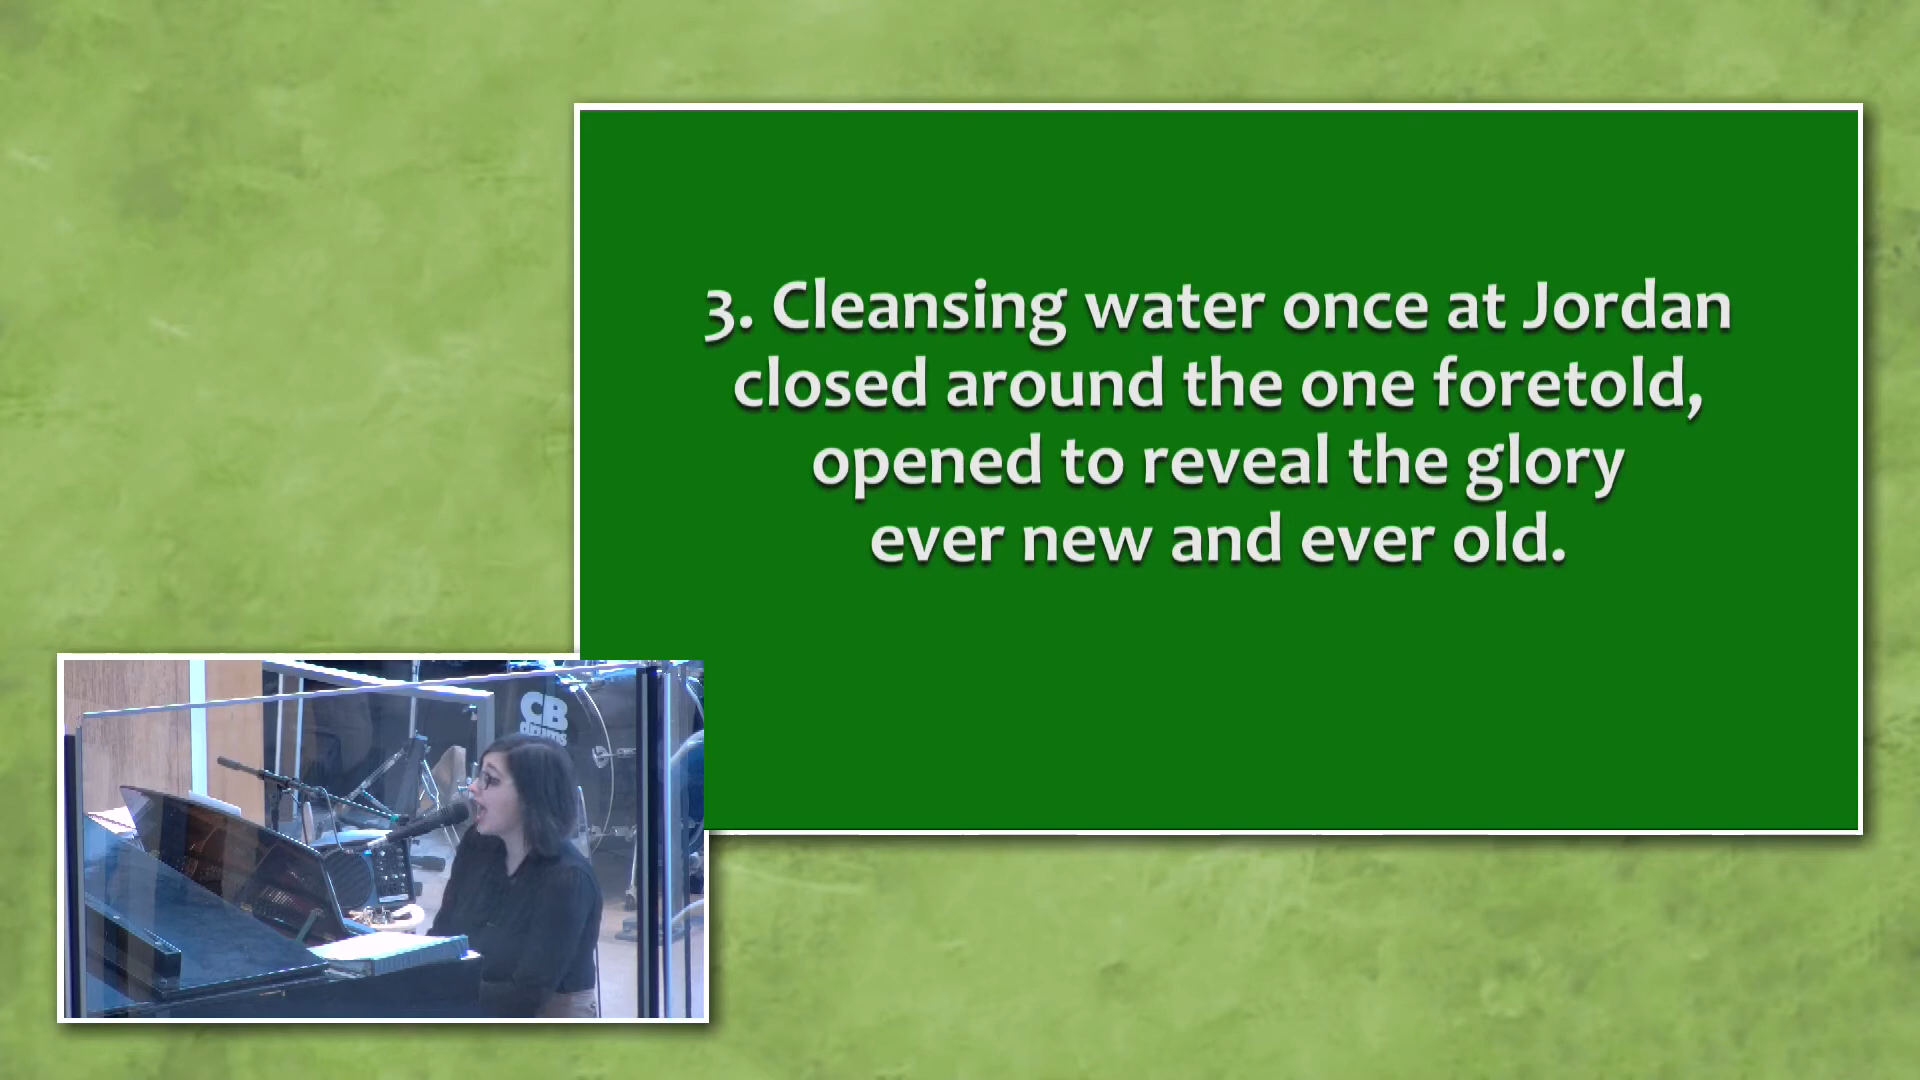 3. Cleansing water once at Jordan
closed around the one foretold,
opened to reveal the glory
ever new and ever old.
CB
drums